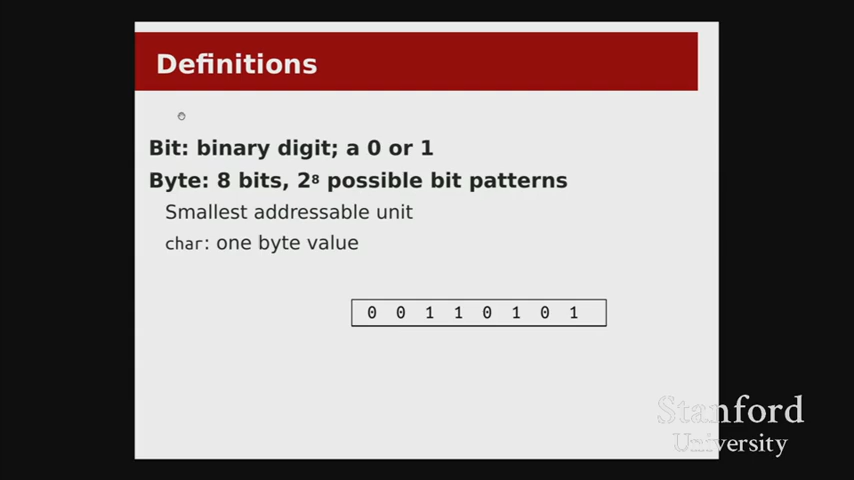 Definitions
Bit: binary digit; a 0 or 1
Byte: 8 bits, 2⁸ possible bit patterns
Smallest addressable unit
char: one byte value
0 0 1 1 0 1 0 1
Stanford
University